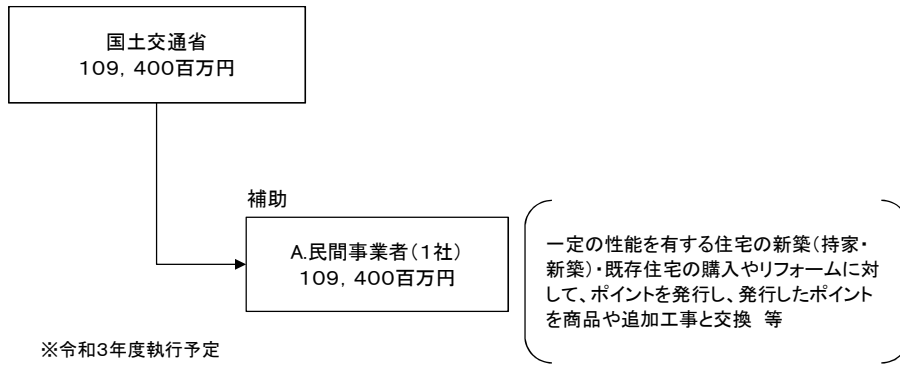 国土交通省
１０９，４００百万円
補助
A.民間事業者（１社）
１０９，４００百万円
一定の性能を有する住宅の新築（持家・
新築）・既存住宅の購入やリフォームに対
して、ポイントを発行し、発行したポイント
を商品や追加工事と交換　等
※令和３年度執行予定